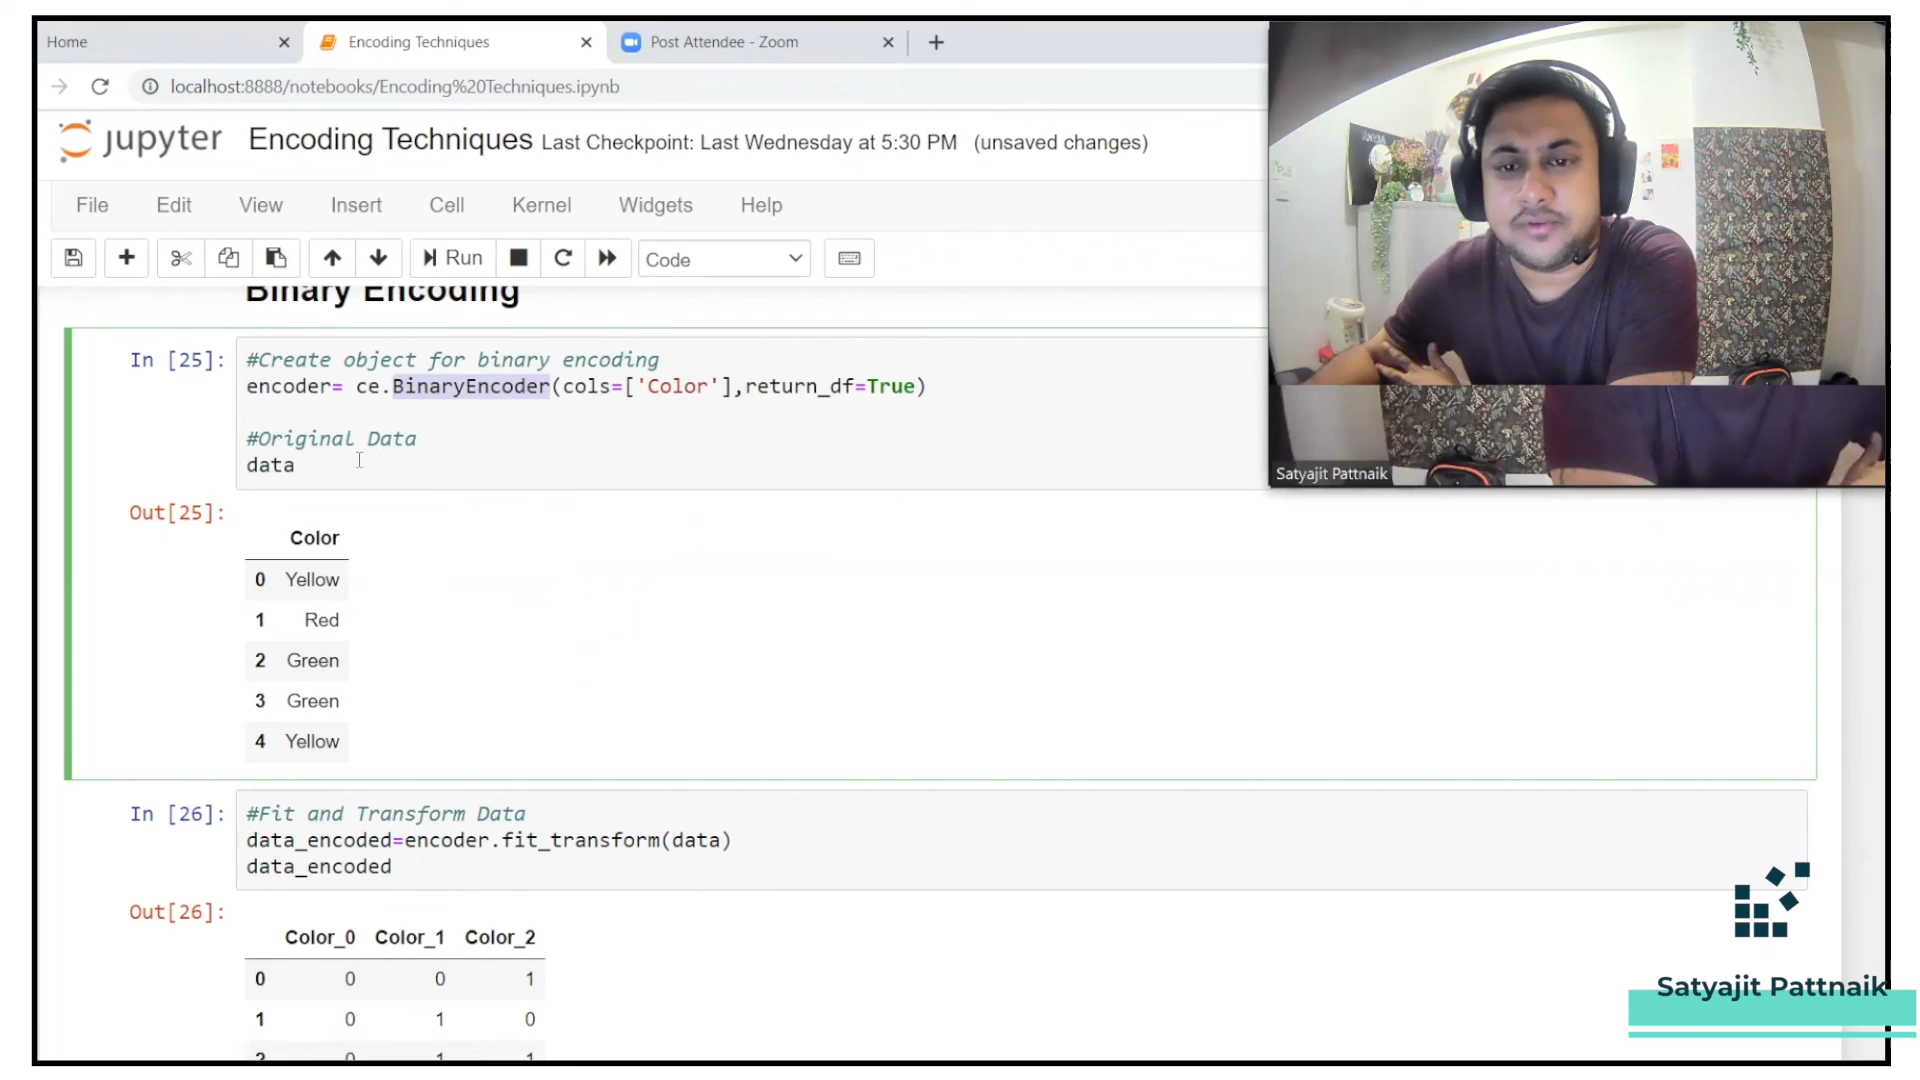 Home
Encoding Techniques
Post Attendee - Zoom
localhost:8888/notebooks/Encoding%20Techniques.ipynb
jupyter Encoding Techniques Last Checkpoint: Last Wednesday at 5:30 PM (unsaved changes)
File Edit View Insert Cell Kernel Widgets Help
Run
Code
Binary Encoding
In [25]: #Create object for binary encoding
encoder= ce.BinaryEncoder(cols=['Color'],return_df=True)
#Original Data
data
Out[25]:
Color
0 Yellow
1 Red
2 Green
3 Green
4 Yellow
In [26]: #Fit and Transform Data
data_encoded=encoder.fit_transform(data)
data_encoded
Out[26]:
Color_0 Color_1 Color_2
0 0 0 1
1 0 1 0
2 0 1 1
Satyajit Pattnaik
Satyajit Pattnaik